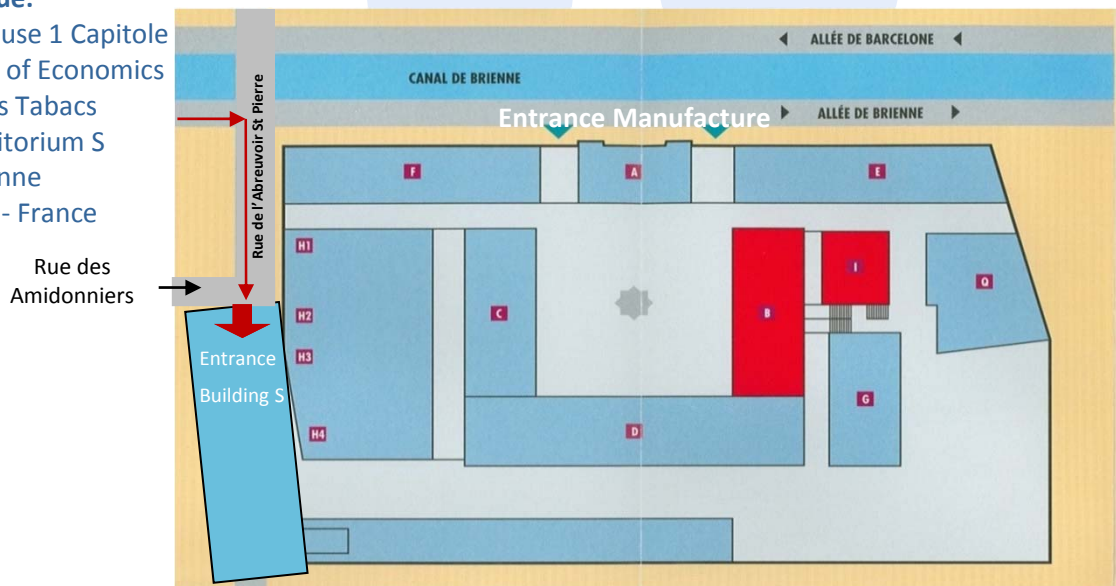 ue:
use 1 Capitole
of Economics
s Tabacs
itorium S
nne
- France
Rue des
Amidonniers
Rue de l'Abreuvoir St Pierre
ALLÉE DE BARCELONE
CANAL DE BRIENNE
ALLÉE DE BRIENNE
Entrance Manufacture
F
A
E
H1
H2
H3
H4
C
B
I
Q
G
D
Entrance
Building S